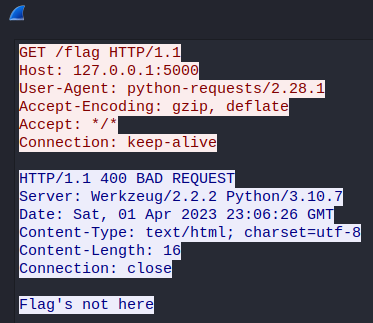 GET /flag HTTP/1.1
Host: 127.0.0.1:5000
User-Agent: python-requests/2.28.1
Accept-Encoding: gzip, deflate
Accept: */*
Connection: keep-alive

HTTP/1.1 400 BAD REQUEST
Server: Werkzeug/2.2.2 Python/3.10.7
Date: Sat, 01 Apr 2023 23:06:26 GMT
Content-Type: text/html; charset=utf-8
Content-Length: 16
Connection: close

Flag's not here